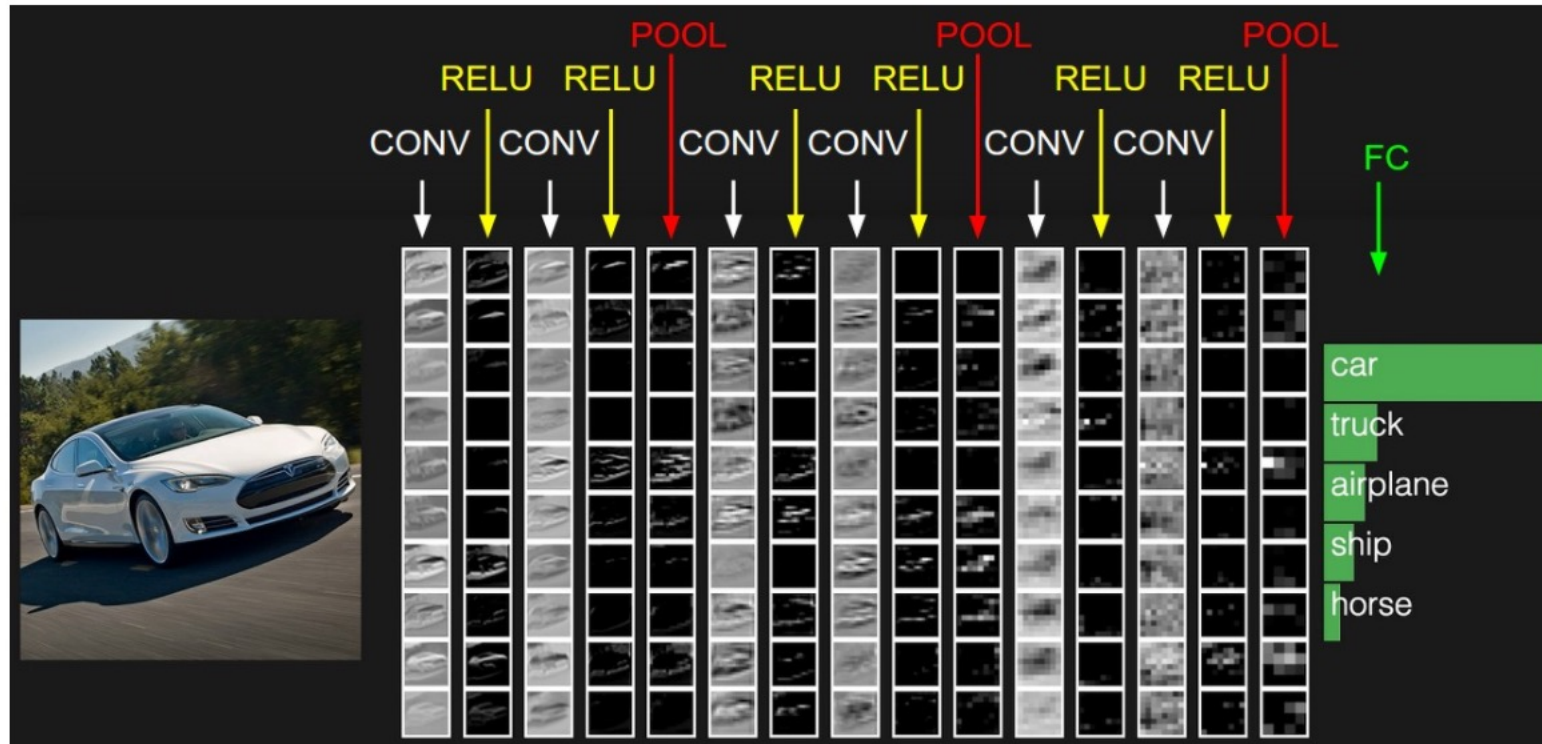 POOL POOL POOL
RELU RELU RELU RELU RELU RELU
CONV CONV CONV CONV CONV CONV
FC
car
truck
airplane
ship
horse